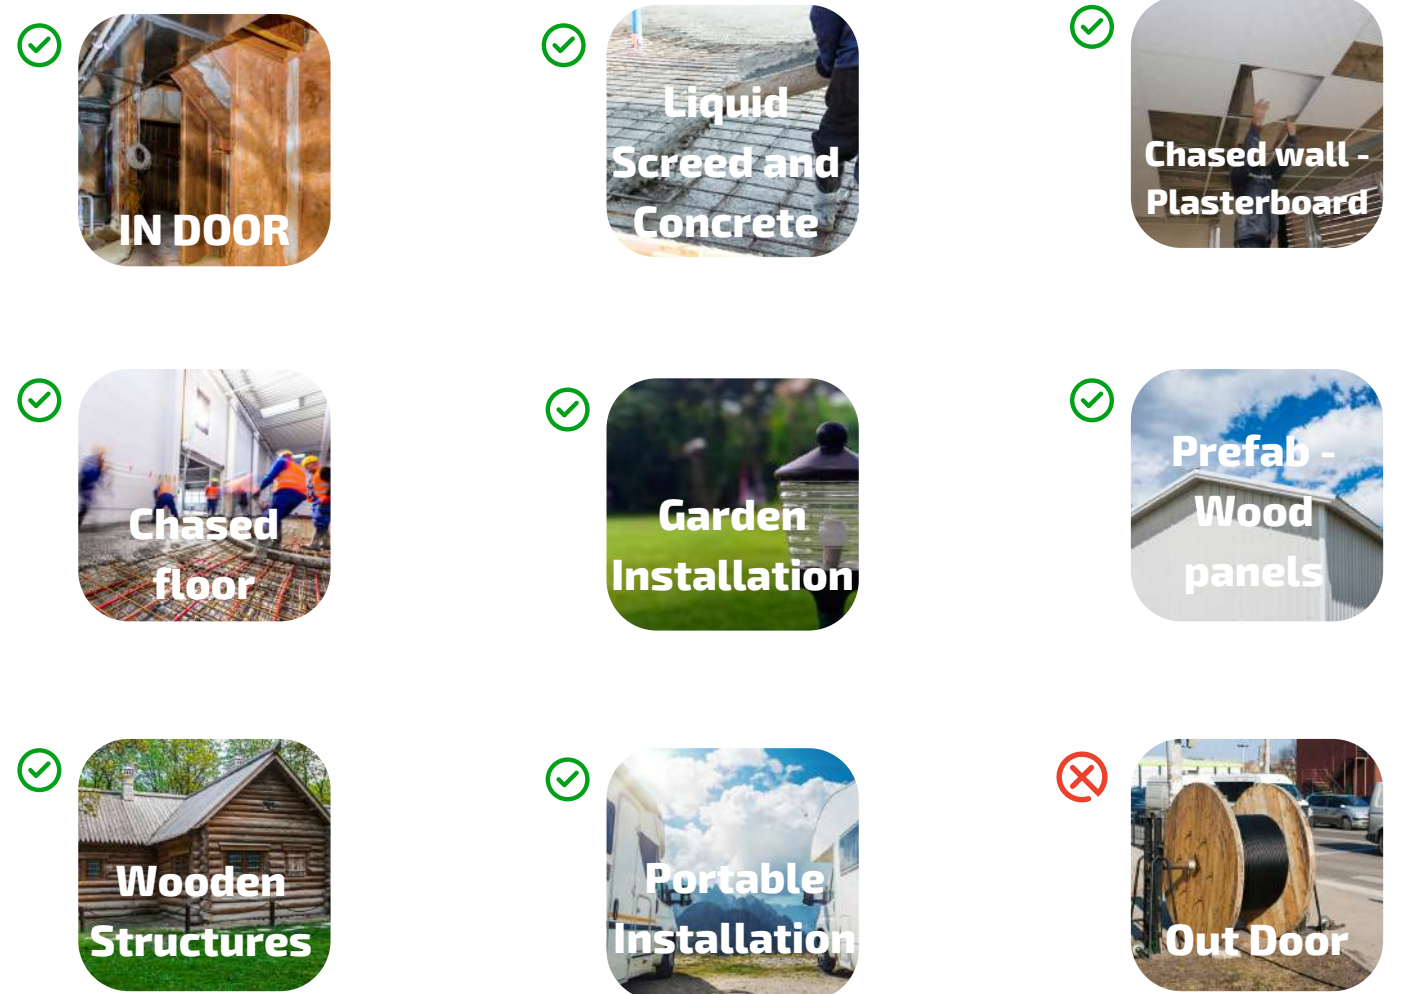 IN DOOR
Liquid
Screed and
Concrete
Chased wall -
Plasterboard
Chased
floor
Garden
Installation
Prefab -
Wood
panels
Wooden
Structures
Portable
Installation
Out Door